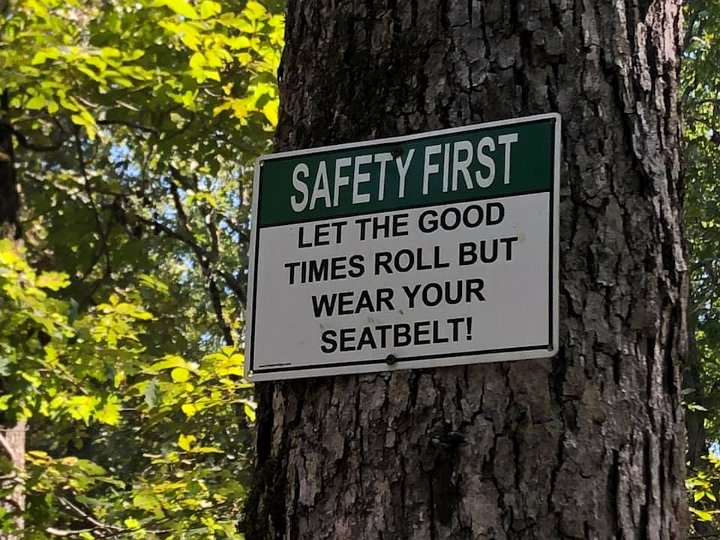 SAFETY FIRST
LET THE GOOD
TIMES ROLL BUT
WEAR YOUR
SEATBELT!